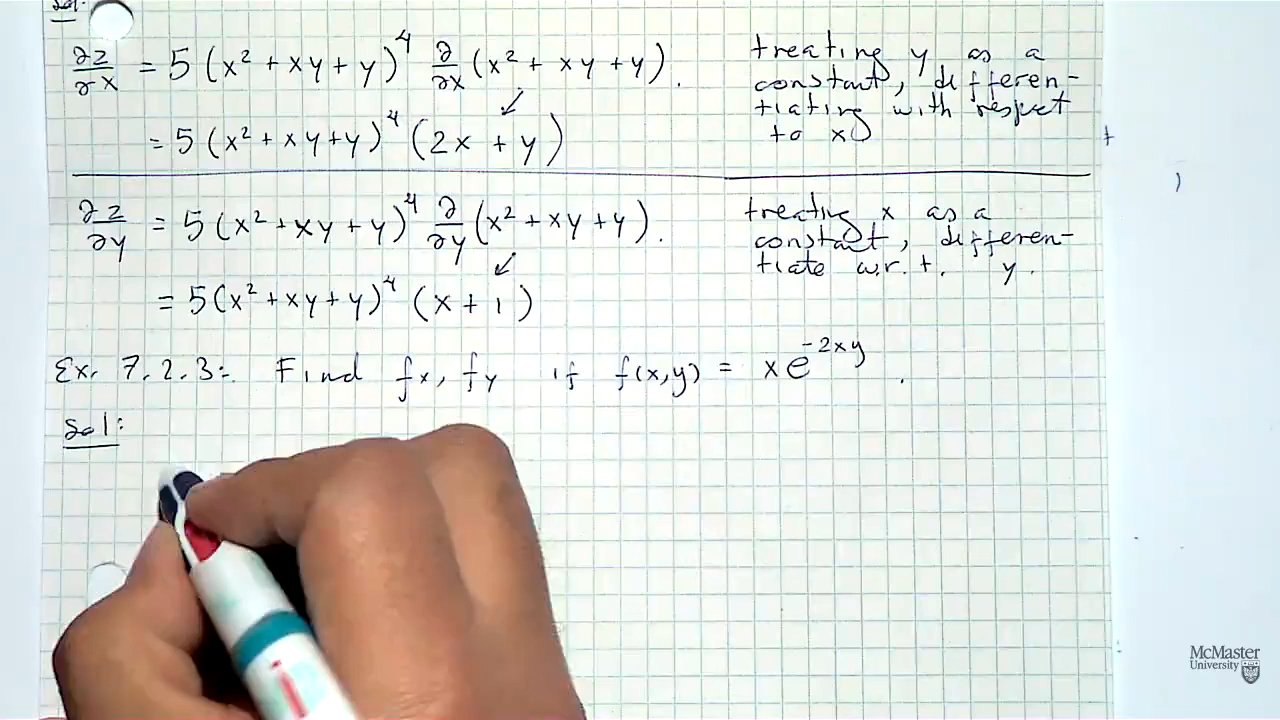 Sol:
∂z/∂x = 5(x² + xy + y)⁴ ∂/∂x (x² + xy + y).
treating y as a
constant, differen-
tiating with respect
to x
= 5(x² + xy + y)⁴ (2x + y)
∂z/∂y = 5(x² + xy + y)⁴ ∂/∂y (x² + xy + y).
treating x as a
constant, differen-
tiate w.r.t. y.
= 5(x² + xy + y)⁴ (x + 1)
Ex. 7.2.3:. Find fx, fy if f(x,y) = xe^(-2xy).
Sol:
McMaster
University